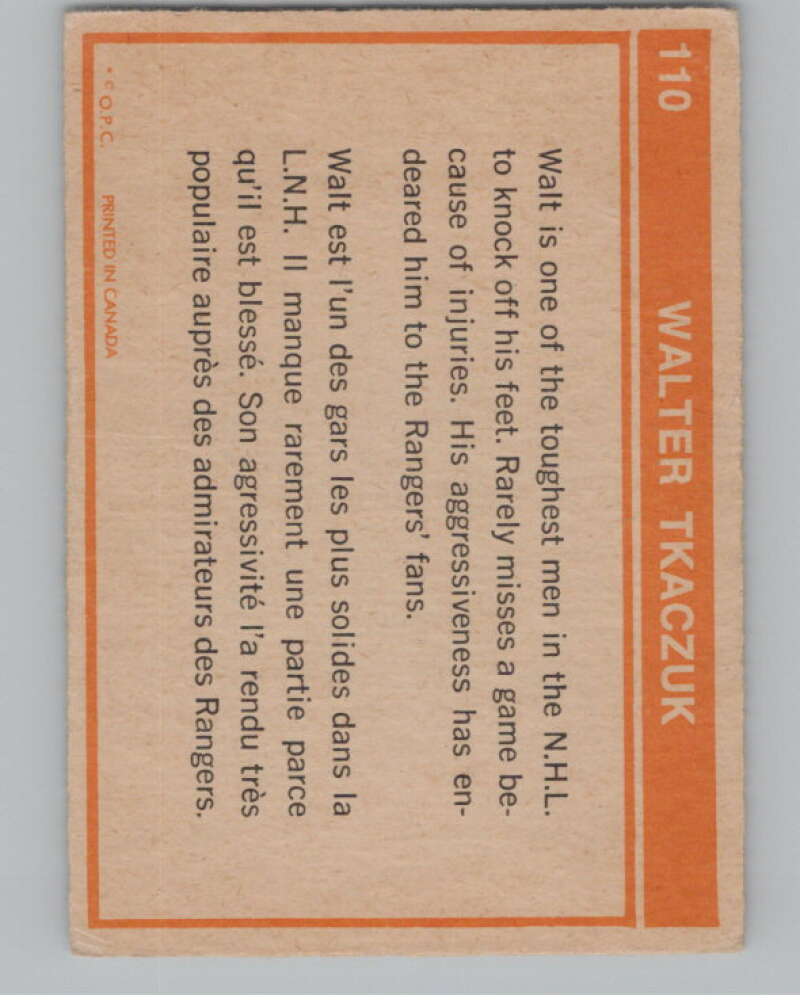 110 WALTER TKACZUK
Walt is one of the toughest men in the N.H.L.
to knock off his feet. Rarely misses a game be-
cause of injuries. His aggressiveness has en-
deared him to the Rangers' fans.
Walt est l'un des gars les plus solides dans la
L.N.H. Il manque rarement une partie parce
qu'il est blessé. Son agressivité l'a rendu très
populaire auprès des admirateurs des Rangers.
* © O.P.C. PRINTED IN CANADA